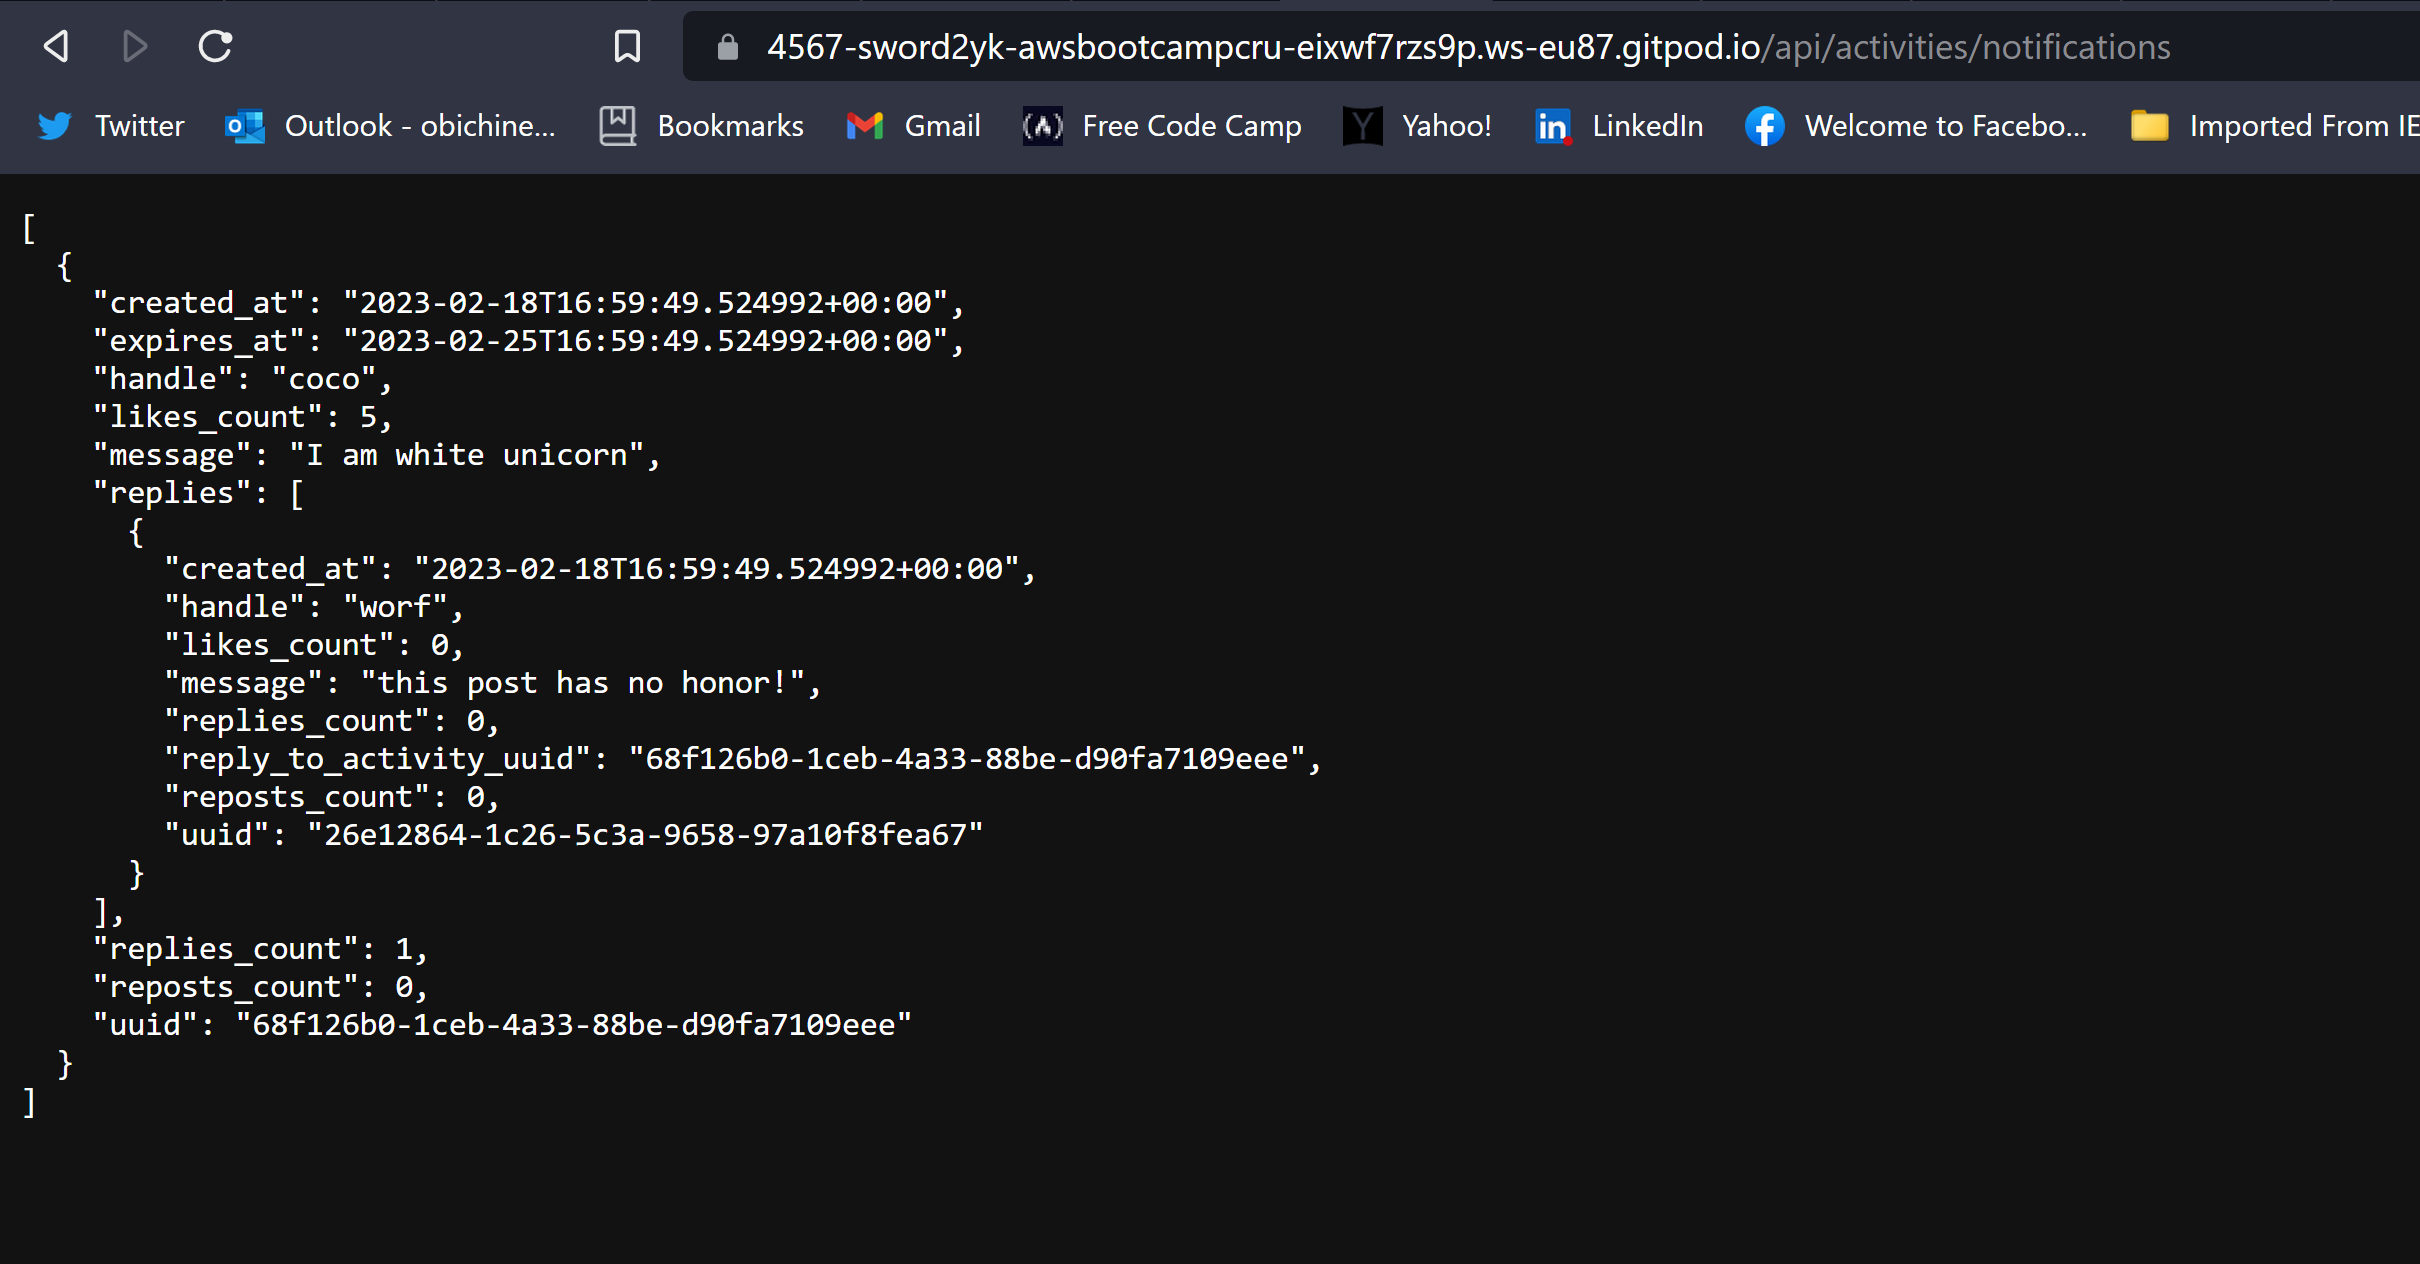 4567-sword2yk-awsbootcampcru-eixwf7rzs9p.ws-eu87.gitpod.io/api/activities/notifications
Twitter Outlook - obichine... Bookmarks Gmail Free Code Camp Yahoo! LinkedIn Welcome to Facebo... Imported From IE
[
  {
    "created_at": "2023-02-18T16:59:49.524992+00:00",
    "expires_at": "2023-02-25T16:59:49.524992+00:00",
    "handle": "coco",
    "likes_count": 5,
    "message": "I am white unicorn",
    "replies": [
      {
        "created_at": "2023-02-18T16:59:49.524992+00:00",
        "handle": "worf",
        "likes_count": 0,
        "message": "this post has no honor!",
        "replies_count": 0,
        "reply_to_activity_uuid": "68f126b0-1ceb-4a33-88be-d90fa7109eee",
        "reposts_count": 0,
        "uuid": "26e12864-1c26-5c3a-9658-97a10f8fea67"
      }
    ],
    "replies_count": 1,
    "reposts_count": 0,
    "uuid": "68f126b0-1ceb-4a33-88be-d90fa7109eee"
  }
]